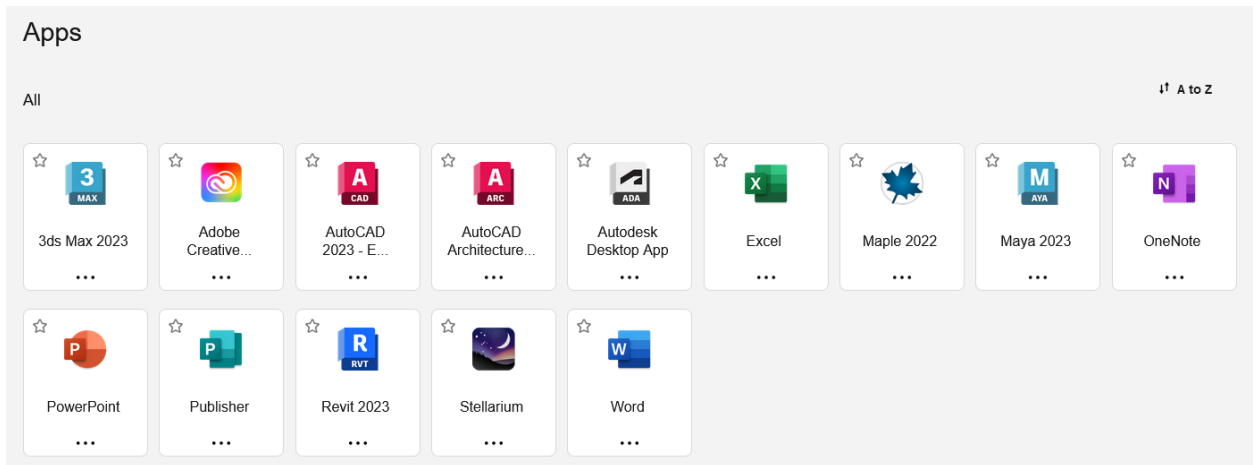 Apps
All
A to Z
3
MAX
3ds Max 2023
...
Adobe
Creative...
...
A
CAD
AutoCAD
2023 - E...
...
A
ARC
AutoCAD
Architecture...
...
ADA
Autodesk
Desktop App
...
X
Excel
...
Maple 2022
...
M
AYA
Maya 2023
...
N
OneNote
...
P
PowerPoint
...
P
Publisher
...
R
RVT
Revit 2023
...
Stellarium
...
W
Word
...